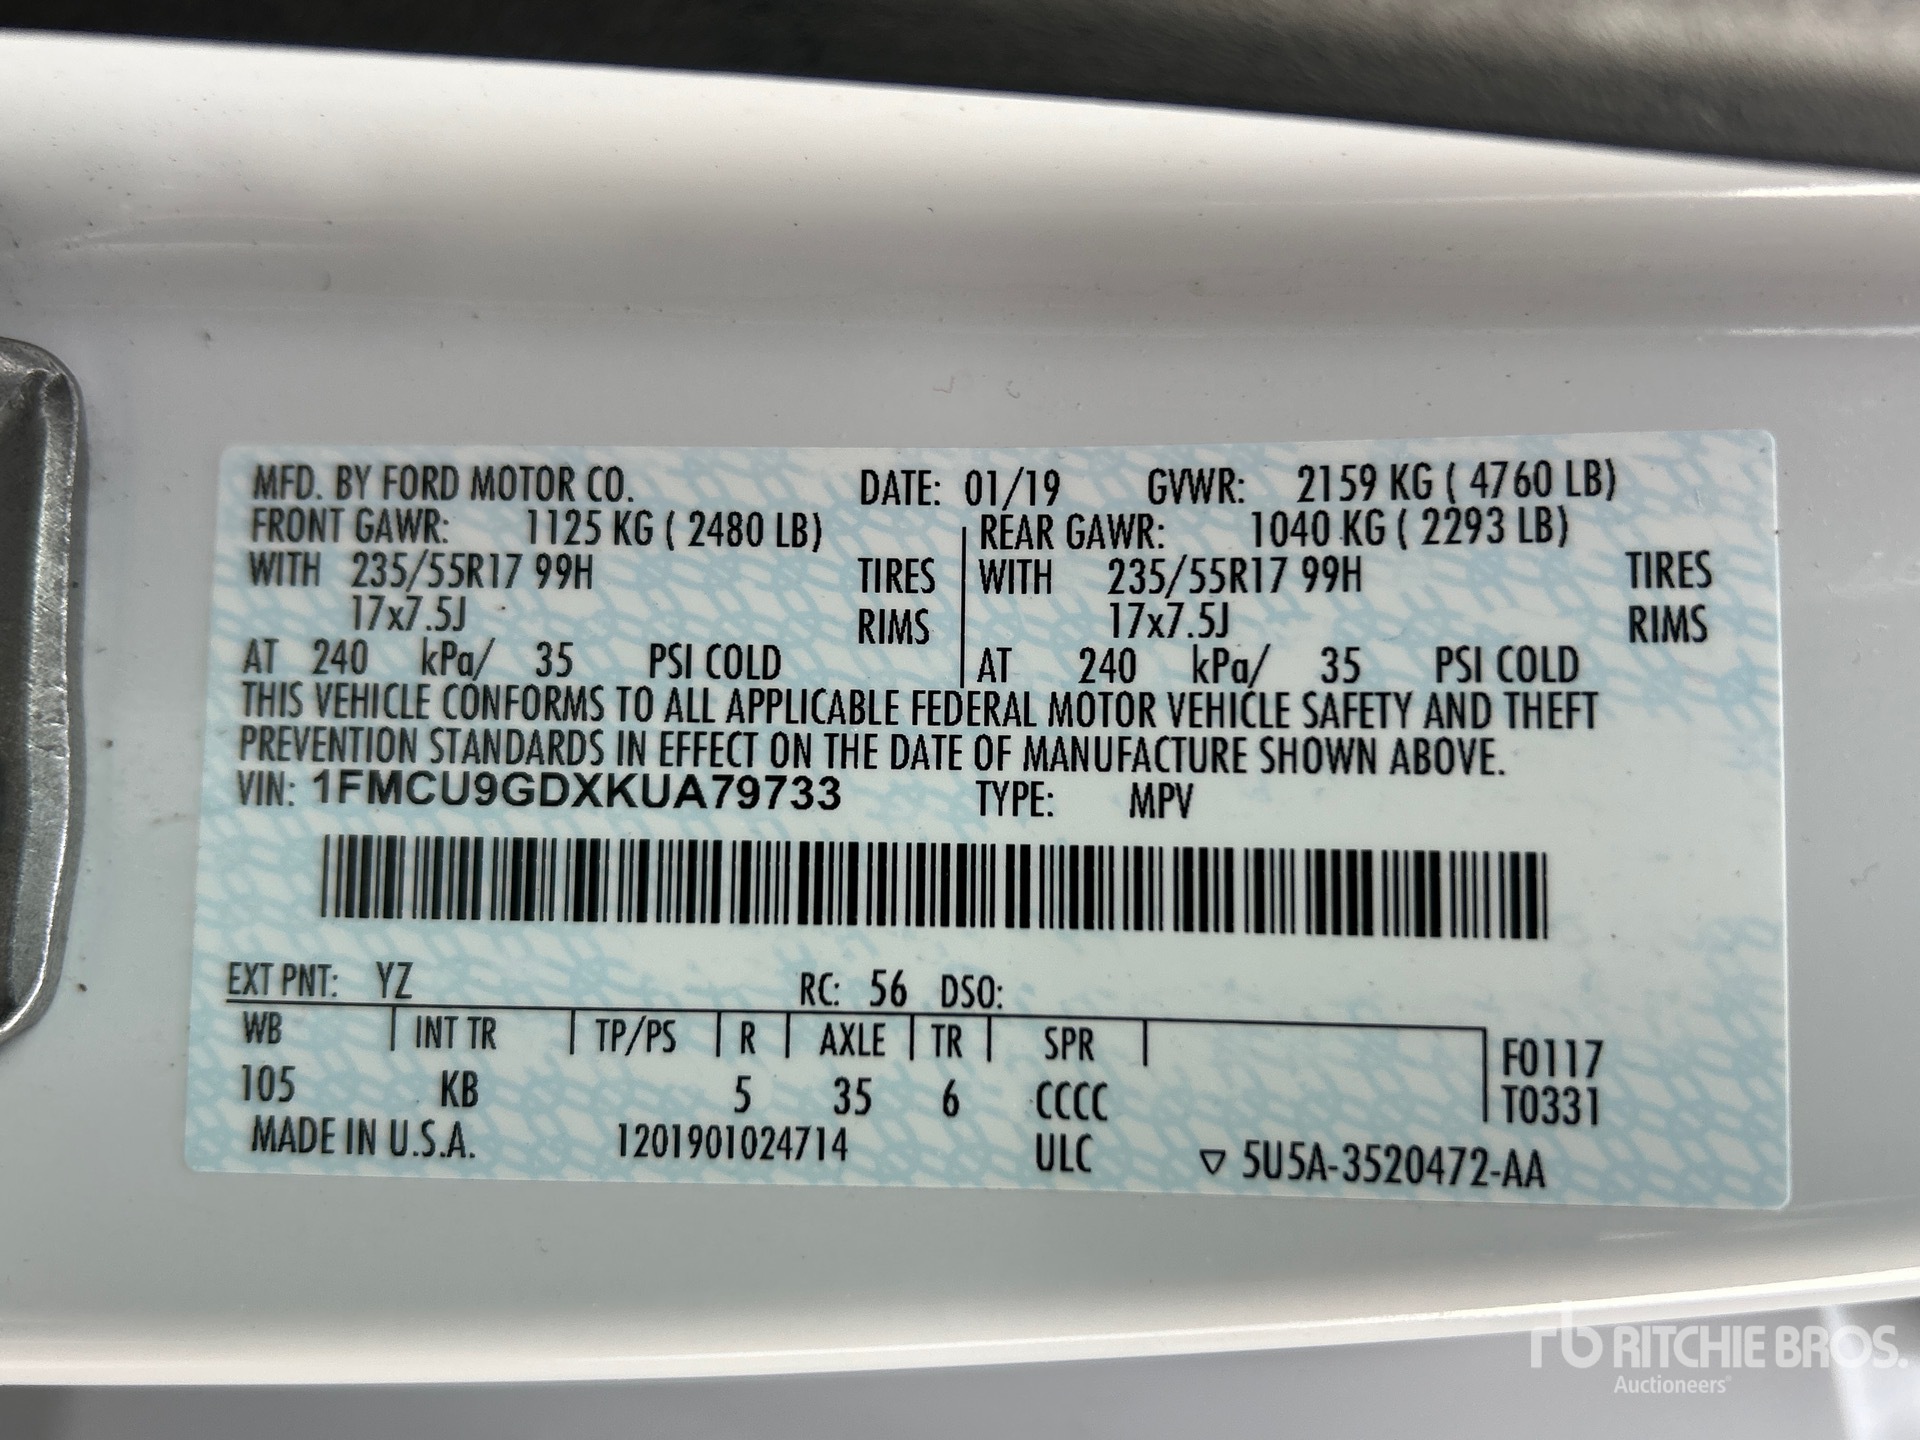 MFD. BY FORD MOTOR CO. DATE: 01/19 GVWR: 2159 KG ( 4760 LB)
FRONT GAWR: 1125 KG ( 2480 LB) REAR GAWR: 1040 KG ( 2293 LB)
WITH 235/55R17 99H TIRES WITH 235/55R17 99H TIRES
17x7.5J RIMS 17x7.5J RIMS
AT 240 kPa/ 35 PSI COLD AT 240 kPa/ 35 PSI COLD
THIS VEHICLE CONFORMS TO ALL APPLICABLE FEDERAL MOTOR VEHICLE SAFETY AND THEFT
PREVENTION STANDARDS IN EFFECT ON THE DATE OF MANUFACTURE SHOWN ABOVE.
VIN: 1FMCU9GDXKUA79733 TYPE: MPV
EXT PNT: YZ RC: 56 DSO:
WB INT TR TP/PS R AXLE TR SPR F0117
105 KB 5 35 6 CCCC T0331
MADE IN U.S.A. 1201901024714 ULC ▽ 5U5A-3520472-AA
rb RITCHIE BROS.
Auctioneers